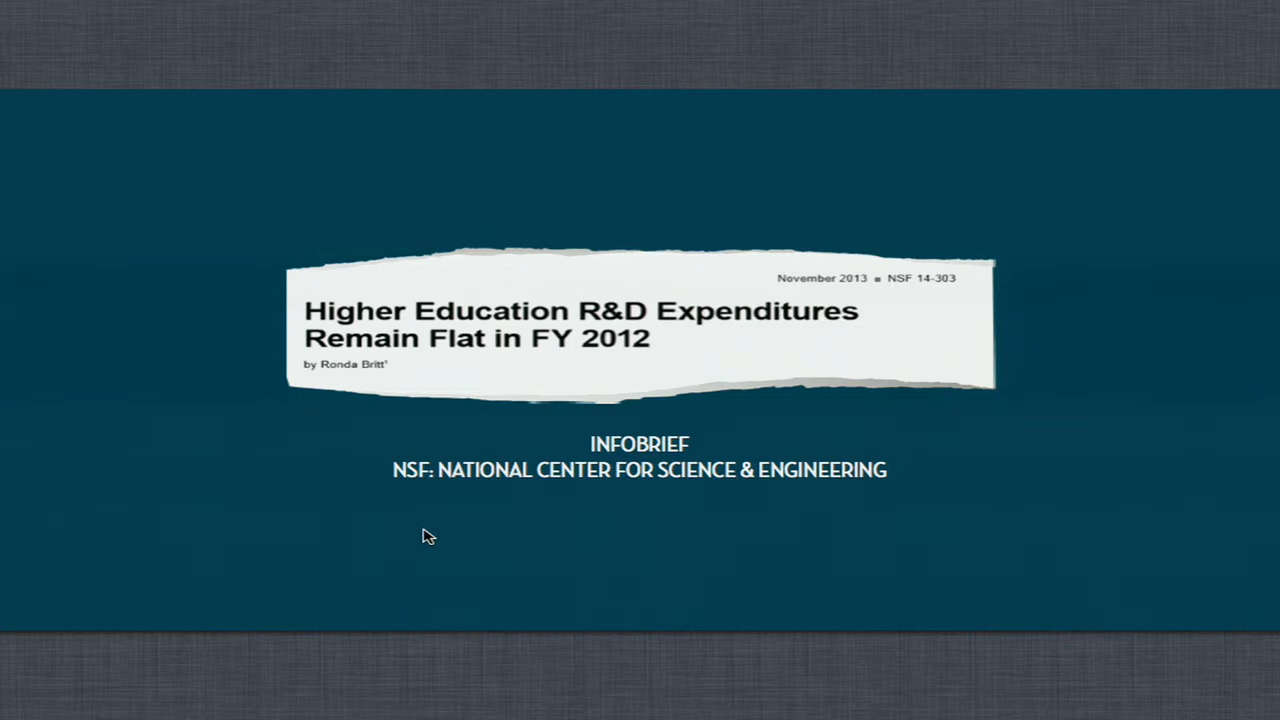 November 2013 ■ NSF 14-303
Higher Education R&D Expenditures
Remain Flat in FY 2012
by Ronda Britt¹
INFOBRIEF
NSF: NATIONAL CENTER FOR SCIENCE & ENGINEERING